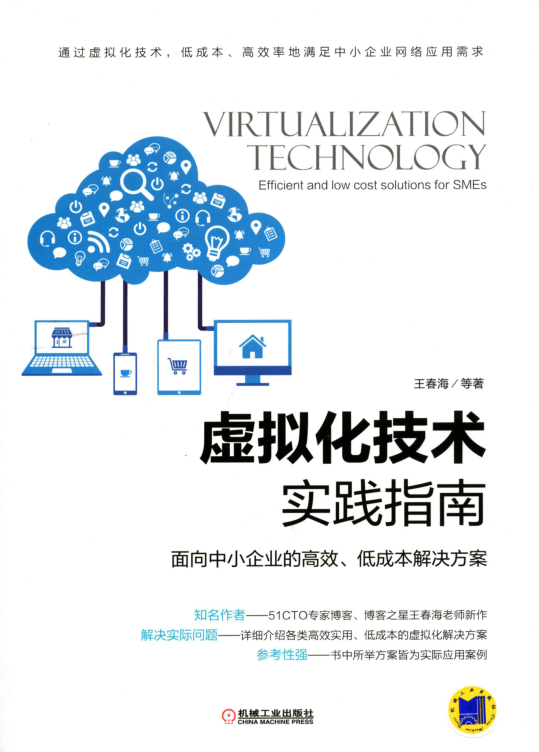 通过虚拟化技术，低成本、高效率地满足中小企业网络应用需求
VIRTUALIZATION
TECHNOLOGY
Efficient and low cost solutions for SMEs
王春海／等著
虚拟化技术
实践指南
面向中小企业的高效、低成本解决方案
知名作者——51CTO专家博客、博客之星王春海老师新作
解决实际问题——详细介绍各类高效实用、低成本的虚拟化解决方案
参考性强——书中所举方案皆为实际应用案例
机械工业出版社
CHINA MACHINE PRESS